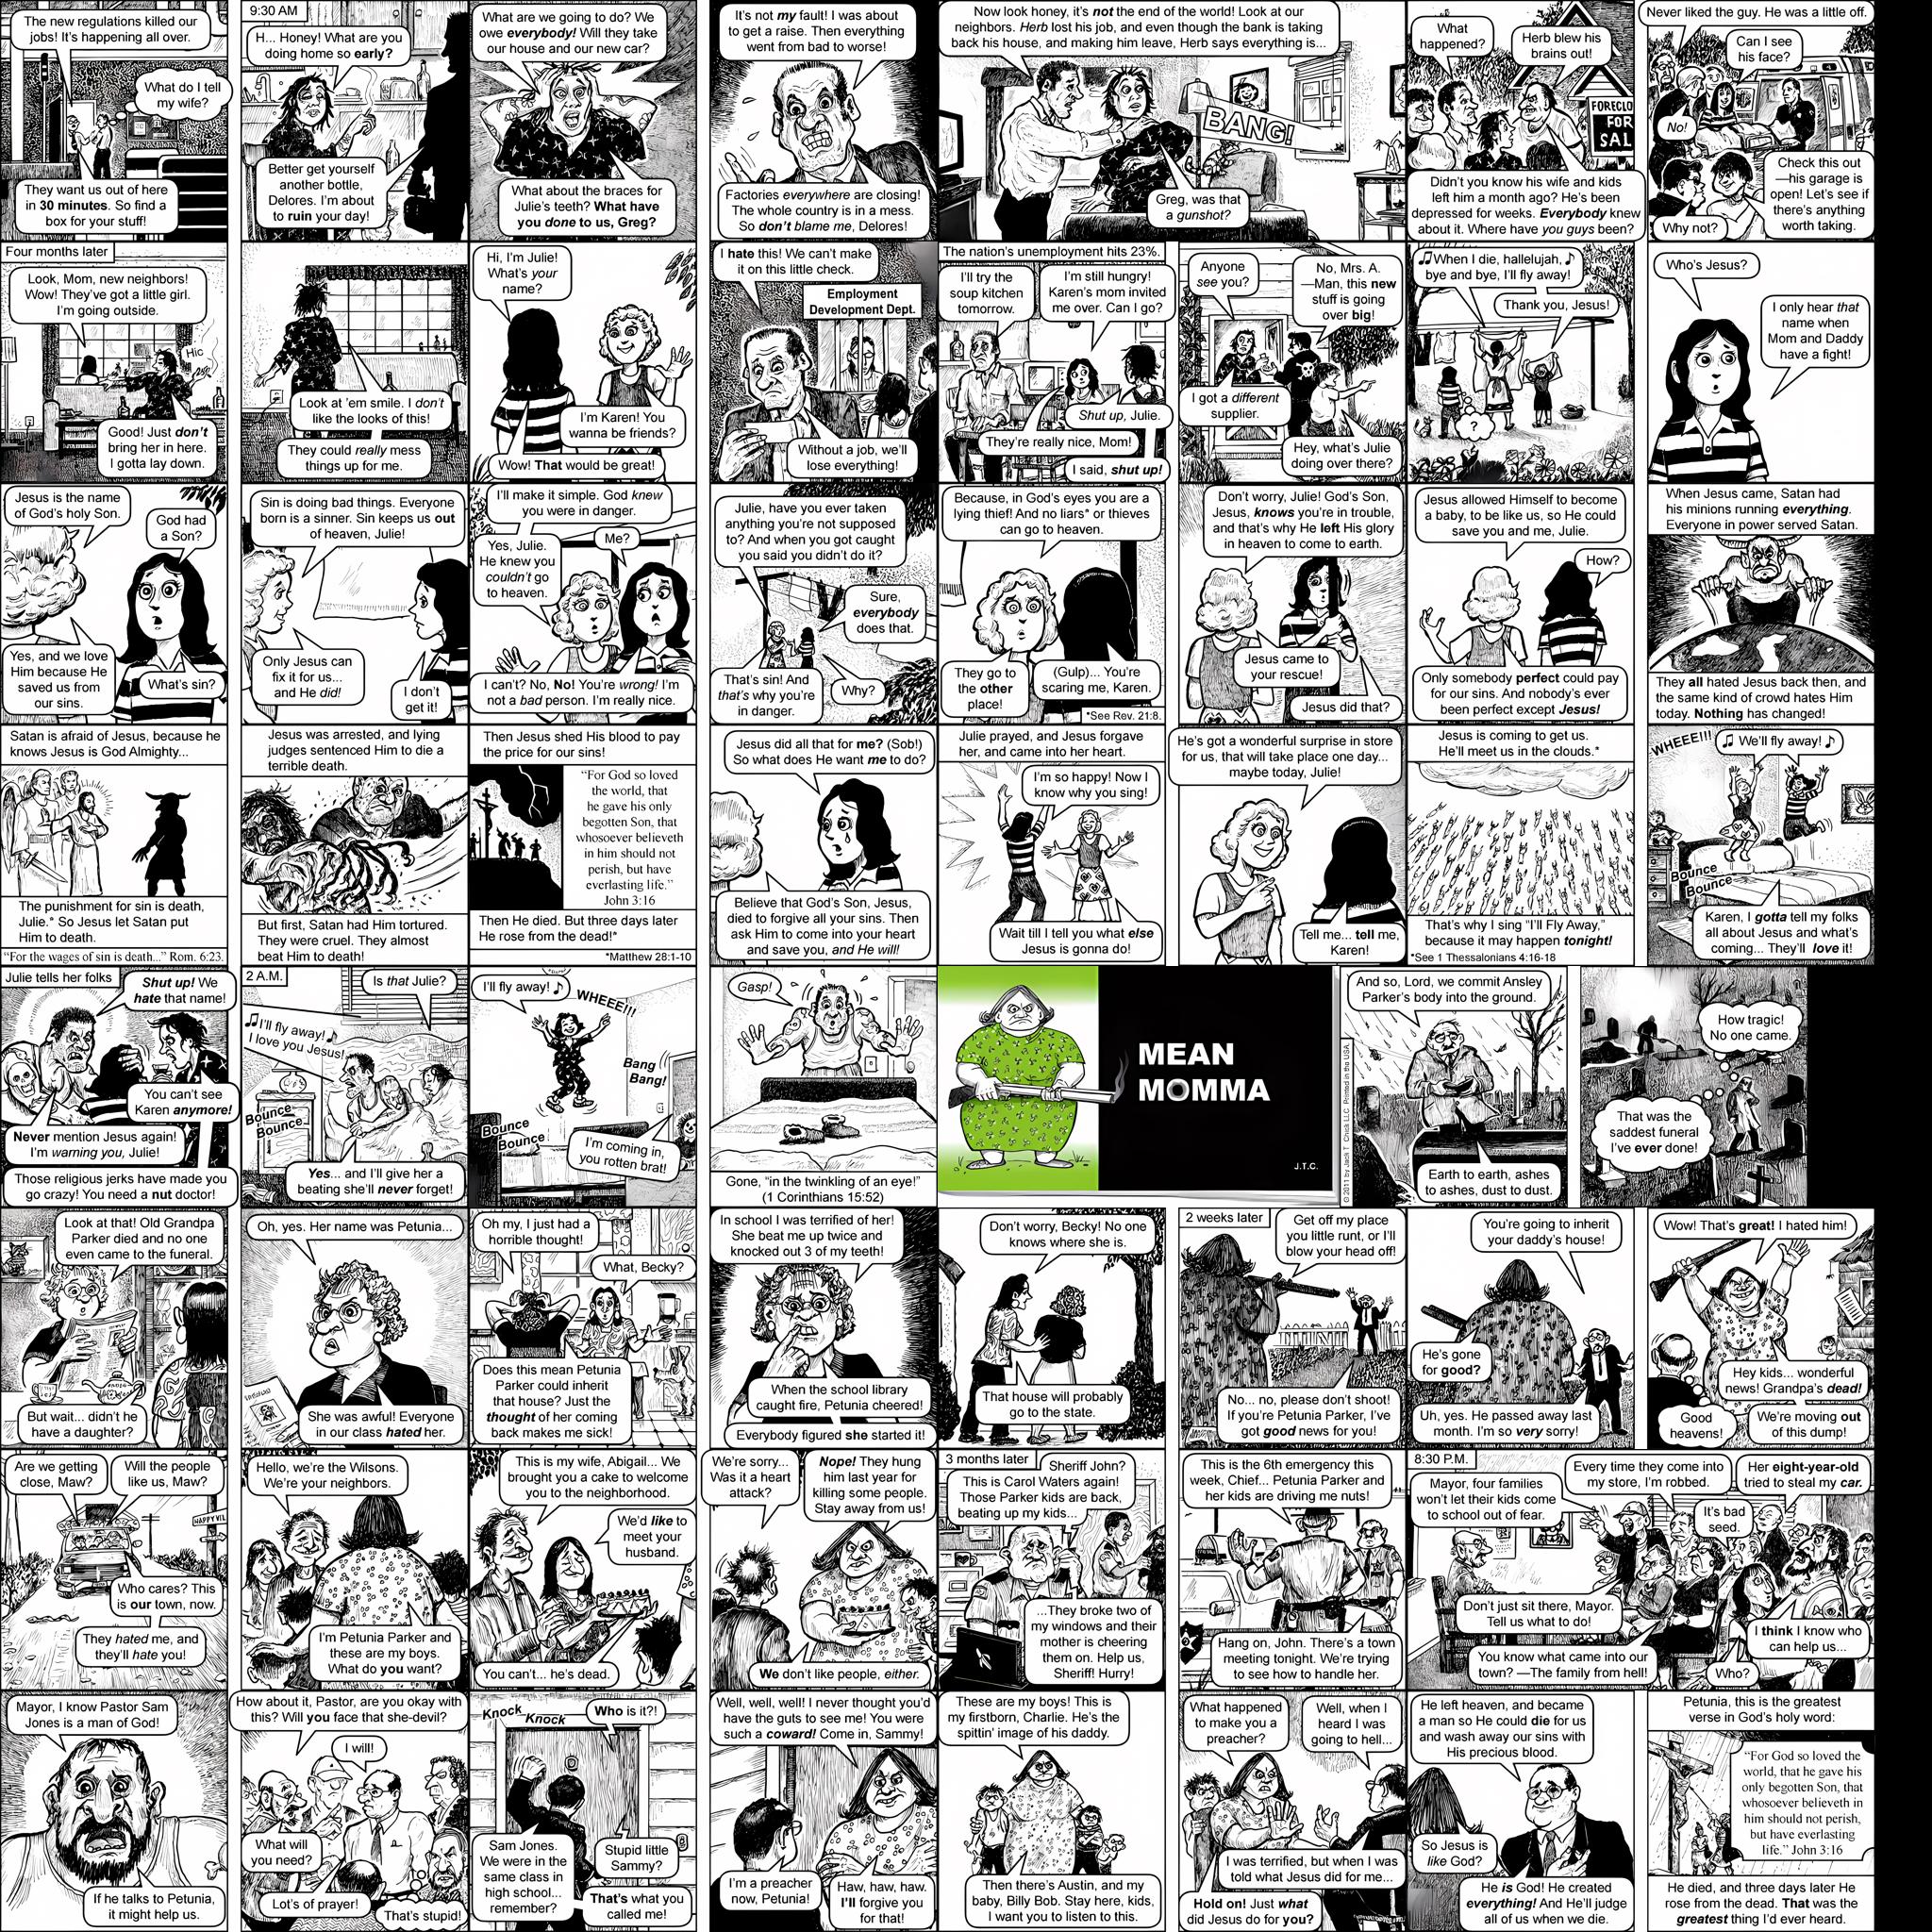 The new regulations killed our
jobs! It's happening all over.
What do I tell
my wife?
They want us out of here
in 30 minutes. So find a
box for your stuff!
9:30 AM
H... Honey! What are you
doing home so early?
Better get yourself
another bottle,
Delores. I'm about
to ruin your day!
What are we going to do? We
owe everybody! Will they take
our house and our new car?
What about the braces for
Julie's teeth? What have
you done to us, Greg?
It's not my fault! I was about
to get a raise. Then everything
went from bad to worse!
Factories everywhere are closing!
The whole country is in a mess.
So don't blame me, Delores!
Now look honey, it's not the end of the world! Look at our
neighbors. Herb lost his job, and even though the bank is taking
back his house, and making him leave, Herb says everything is...
BANG!
Greg, was that
a gunshot?
What
happened?
Herb blew his
brains out!
FORECLO
FOR
SAL
Didn't you know his wife and kids
left him a month ago? He's been
depressed for weeks. Everybody knew
about it. Where have you guys been?
Never liked the guy. He was a little off.
Can I see
his face?
No!
Check this out
—his garage is
open! Let's see if
there's anything
worth taking.
Why not?
Four months later
Look, Mom, new neighbors!
Wow! They've got a little girl.
I'm going outside.
Hic
Good! Just don't
bring her in here.
I gotta lay down.
Look at 'em smile. I don't
like the looks of this!
They could really mess
things up for me.
Hi, I'm Julie!
What's your
name?
I'm Karen! You
wanna be friends?
Wow! That would be great!
I hate this! We can't make
it on this little check.
Employment
Development Dept.
Without a job, we'll
lose everything!
The nation's unemployment hits 23%.
I'll try the
soup kitchen
tomorrow.
I'm still hungry!
Karen's mom invited
me over. Can I go?
Shut up, Julie.
They're really nice, Mom!
I said, shut up!
Anyone
see you?
No, Mrs. A.
—Man, this new
stuff is going
over big!
I got a different
supplier.
Hey, what's Julie
doing over there?
♫When I die, hallelujah, ♪
bye and bye, I'll fly away!
Thank you, Jesus!
?
Who's Jesus?
I only hear that
name when
Mom and Daddy
have a fight!
Jesus is the name
of God's holy Son.
God had
a Son?
Yes, and we love
Him because He
saved us from
our sins.
What's sin?
Sin is doing bad things. Everyone
born is a sinner. Sin keeps us out
of heaven, Julie!
Only Jesus can
fix it for us...
and He did!
I don't
get it!
I'll make it simple. God knew
you were in danger.
Me?
Yes, Julie.
He knew you
couldn't go
to heaven.
I can't? No, No! You're wrong! I'm
not a bad person. I'm really nice.
Julie, have you ever taken
anything you're not supposed
to? And when you got caught
you said you didn't do it?
Sure,
everybody
does that.
That's sin! And
that's why you're
in danger.
Why?
Because, in God's eyes you are a
lying thief! And no liars* or thieves
can go to heaven.
They go to
the other
place!
(Gulp)... You're
scaring me, Karen.
*See Rev. 21:8.
Don't worry, Julie! God's Son,
Jesus, knows you're in trouble,
and that's why He left His glory
in heaven to come to earth.
Jesus came to
your rescue!
Jesus did that?
Jesus allowed Himself to become
a baby, to be like us, so He could
save you and me, Julie.
How?
Only somebody perfect could pay
for our sins. And nobody's ever
been perfect except Jesus!
When Jesus came, Satan had
his minions running everything.
Everyone in power served Satan.
They all hated Jesus back then, and
the same kind of crowd hates Him
today. Nothing has changed!
Satan is afraid of Jesus, because he
knows Jesus is God Almighty...
The punishment for sin is death,
Julie.* So Jesus let Satan put
Him to death.
"For the wages of sin is death..." Rom. 6:23.
Jesus was arrested, and lying
judges sentenced Him to die a
terrible death.
But first, Satan had Him tortured.
They were cruel. They almost
beat Him to death!
Then Jesus shed His blood to pay
the price for our sins!
"For God so loved
the world, that
he gave his only
begotten Son, that
whosoever believeth
in him should not
perish, but have
everlasting life."
John 3:16
Then He died. But three days later
He rose from the dead!*
*Matthew 28:1-10
Jesus did all that for me? (Sob!)
So what does He want me to do?
Believe that God's Son, Jesus,
died to forgive all your sins. Then
ask Him to come into your heart
and save you, and He will!
Julie prayed, and Jesus forgave
her, and came into her heart.
I'm so happy! Now I
know why you sing!
Wait till I tell you what else
Jesus is gonna do!
He's got a wonderful surprise in store
for us, that will take place one day...
maybe today, Julie!
Tell me... tell me,
Karen!
Jesus is coming to get us.
He'll meet us in the clouds.*
That's why I sing "I'll Fly Away,"
because it may happen tonight!
*See 1 Thessalonians 4:16-18
WHEEE!!!
♫ We'll fly away! ♪
Bounce
Bounce
Karen, I gotta tell my folks
all about Jesus and what's
coming... They'll love it!
Julie tells her folks
Shut up! We
hate that name!
You can't see
Karen anymore!
Never mention Jesus again!
I'm warning you, Julie!
Those religious jerks have made you
go crazy! You need a nut doctor!
2 A.M.
Is that Julie?
♫I'll fly away!♪
I love you Jesus!
Bounce
Bounce
Yes... and I'll give her a
beating she'll never forget!
I'll fly away! ♪
WHEEE!!!
Bang
Bang!
Bounce
Bounce
I'm coming in,
you rotten brat!
Gasp!
Gone, "in the twinkling of an eye!"
(1 Corinthians 15:52)
MEAN
MOMMA
J.T.C.
© 2011 by Jack T. Chick LLC. Printed in the USA
And so, Lord, we commit Ansley
Parker's body into the ground.
Earth to earth, ashes
to ashes, dust to dust.
How tragic!
No one came.
That was the
saddest funeral
I've ever done!
Look at that! Old Grandpa
Parker died and no one
even came to the funeral.
But wait... didn't he
have a daughter?
Oh, yes. Her name was Petunia...
She was awful! Everyone
in our class hated her.
Oh my, I just had a
horrible thought!
What, Becky?
Does this mean Petunia
Parker could inherit
that house? Just the
thought of her coming
back makes me sick!
In school I was terrified of her!
She beat me up twice and
knocked out 3 of my teeth!
When the school library
caught fire, Petunia cheered!
Everybody figured she started it!
Don't worry, Becky! No one
knows where she is.
That house will probably
go to the state.
2 weeks later
Get off my place
you little runt, or I'll
blow your head off!
No... no, please don't shoot!
If you're Petunia Parker, I've
got good news for you!
You're going to inherit
your daddy's house!
He's gone
for good?
Uh, yes. He passed away last
month. I'm so very sorry!
Wow! That's great! I hated him!
Hey kids... wonderful
news! Grandpa's dead!
Good
heavens!
We're moving out
of this dump!
Are we getting
close, Maw?
Will the people
like us, Maw?
HAPPYVIL
Who cares? This
is our town, now.
They hated me, and
they'll hate you!
Hello, we're the Wilsons.
We're your neighbors.
I'm Petunia Parker and
these are my boys.
What do you want?
This is my wife, Abigail... We
brought you a cake to welcome
you to the neighborhood.
We'd like to
meet your
husband.
You can't... he's dead.
We're sorry...
Was it a heart
attack?
Nope! They hung
him last year for
killing some people.
Stay away from us!
We don't like people, either.
3 months later
Sheriff John?
This is Carol Waters again!
Those Parker kids are back,
beating up my kids...
...They broke two of
my windows and their
mother is cheering
them on. Help us,
Sheriff! Hurry!
This is the 6th emergency this
week, Chief... Petunia Parker and
her kids are driving me nuts!
Hang on, John. There's a town
meeting tonight. We're trying
to see how to handle her.
8:30 P.M.
Mayor, four families
won't let their kids come
to school out of fear.
Every time they come into
my store, I'm robbed.
Her eight-year-old
tried to steal my car.
It's bad
seed.
Don't just sit there, Mayor.
Tell us what to do!
You know what came into our
town? —The family from hell!
I think I know who
can help us...
Who?
Mayor, I know Pastor Sam
Jones is a man of God!
If he talks to Petunia,
it might help us.
How about it, Pastor, are you okay with
this? Will you face that she-devil?
I will!
What will
you need?
Lot's of prayer!
That's stupid!
Knock
Knock
Who is it?!
Sam Jones.
We were in the
same class in
high school...
remember?
Stupid little
Sammy?
That's what you
called me!
Well, well, well! I never thought you'd
have the guts to see me! You were
such a coward! Come in, Sammy!
I'm a preacher
now, Petunia!
Haw, haw, haw.
I'll forgive you
for that!
These are my boys! This is
my firstborn, Charlie. He's the
spittin' image of his daddy.
Then there's Austin, and my
baby, Billy Bob. Stay here, kids,
I want you to listen to this.
What happened
to make you a
preacher?
Well, when I
heard I was
going to hell...
I was terrified, but when I was
told what Jesus did for me...
Hold on! Just what
did Jesus do for you?
He left heaven, and became
a man so He could die for us
and wash away our sins with
His precious blood.
So Jesus is
like God?
He is God! He created
everything! And He'll judge
all of us when we die.
Petunia, this is the greatest
verse in God's holy word:
"For God so loved the
world, that he gave his
only begotten Son, that
whosoever believeth in
him should not perish,
but have everlasting
life." John 3:16
He died, and three days later He
rose from the dead. That was the
greatest thing I'd ever heard.